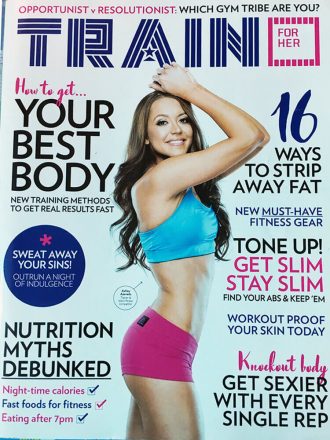 OPPORTUNIST v RESOLUTIONIST: WHICH GYM TRIBE ARE YOU?
TRAIN
FOR
HER
How to get...
YOUR
BEST
BODY
NEW TRAINING METHODS
TO GET REAL RESULTS FAST
16
WAYS
TO STRIP
AWAY FAT
NEW MUST-HAVE
FITNESS GEAR
*
SWEAT AWAY
YOUR SINS!
OUTRUN A NIGHT
OF INDULGENCE
TONE UP!
GET SLIM
STAY SLIM
FIND YOUR ABS & KEEP 'EM
WORKOUT PROOF
YOUR SKIN TODAY
NUTRITION
MYTHS
DEBUNKED
Night-time calories
Fast foods for fitness
Eating after 7pm
Knockout body
GET SEXIER
WITH EVERY
SINGLE REP